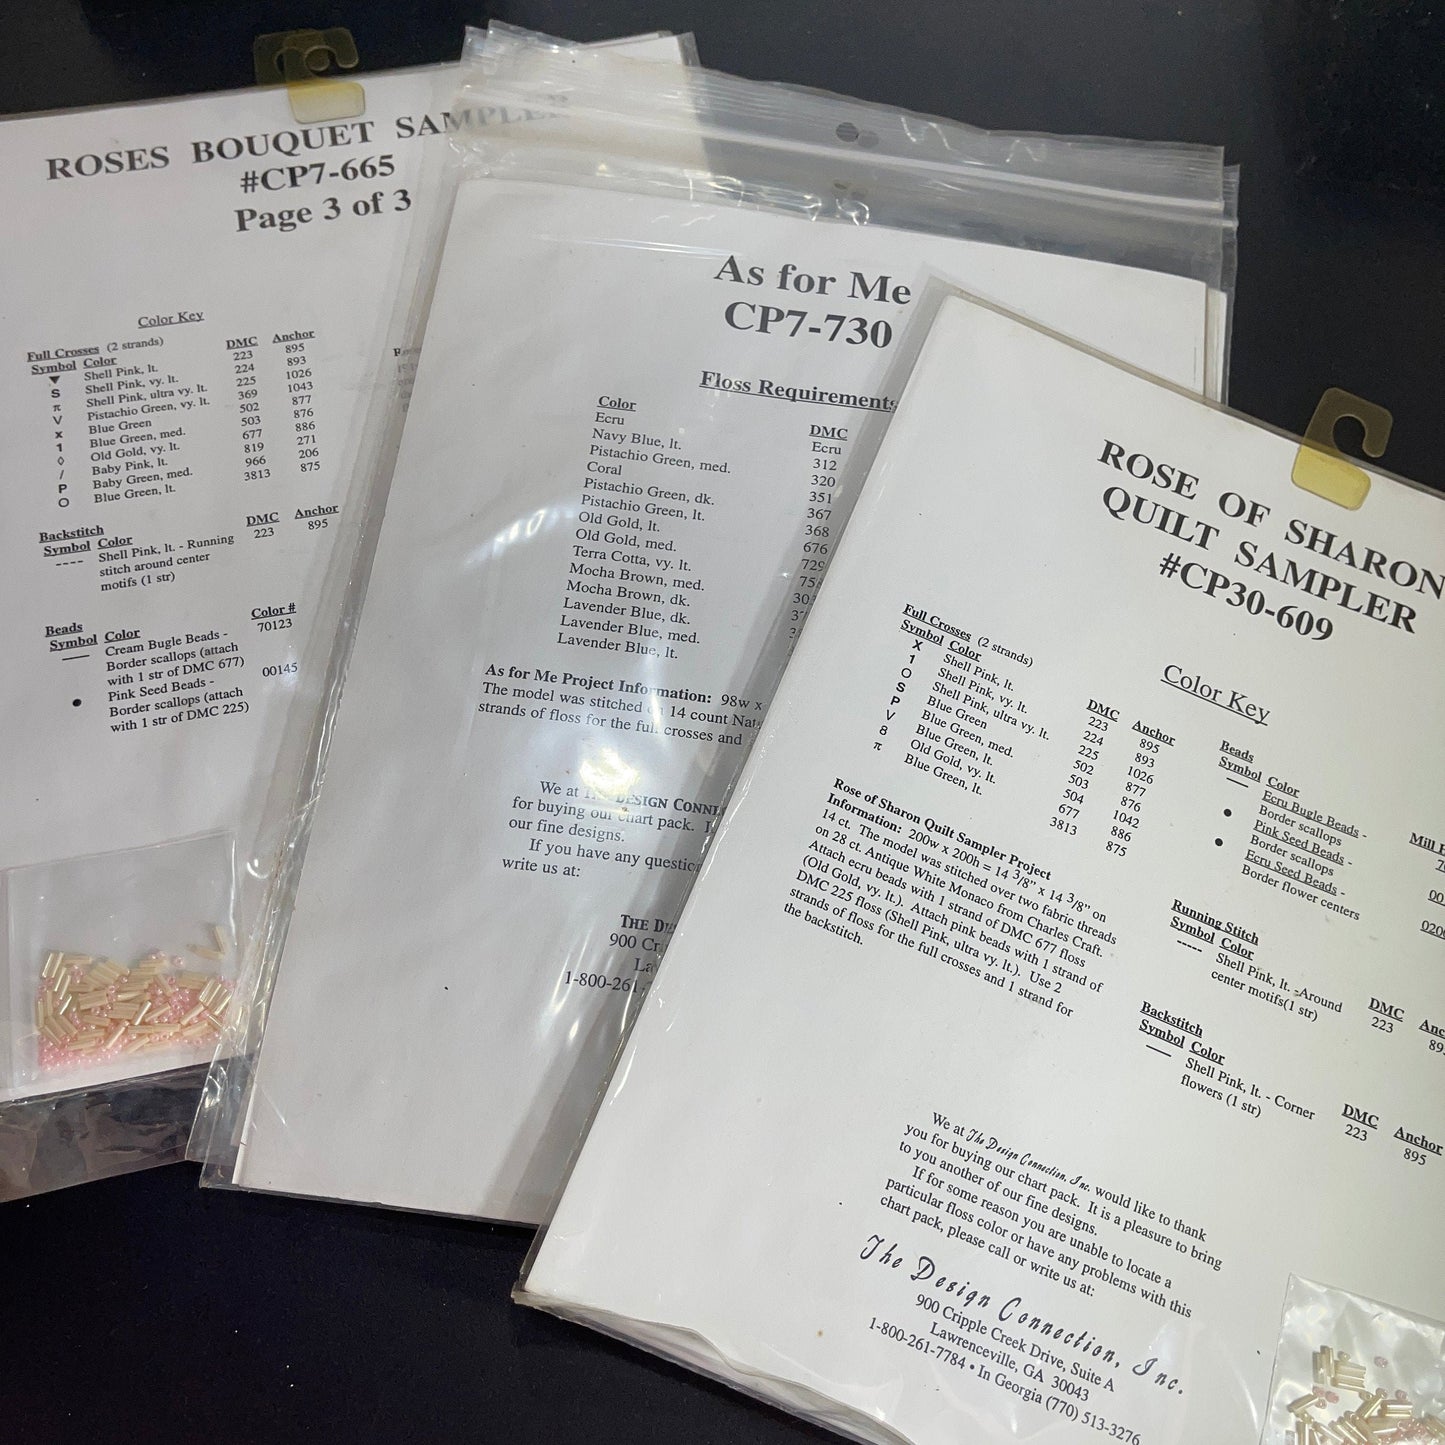 ROSES BOUQUET SAMPLER
#CP7-665
Page 3 of 3
Color Key
Full Crosses (2 strands)
Symbol Color DMC Anchor
▼ Shell Pink, lt. 223 895
S Shell Pink, vy. lt. 224 893
π Shell Pink, ultra vy. lt. 225 1026
V Pistachio Green, vy. lt. 369 1043
x Blue Green 502 877
1 Blue Green, med. 503 876
◊ Old Gold, vy. lt. 677 886
/ Baby Pink, lt. 819 271
P Baby Green, med. 966 206
O Blue Green, lt. 3813 875
Backstitch
Symbol Color DMC Anchor
---- Shell Pink, lt. - Running 223 895
stitch around center
motifs (1 str)
Beads
Symbol Color Color #
— Cream Bugle Beads - 70123
Border scallops (attach
with 1 str of DMC 677)
● Pink Seed Beads - 00145
Border scallops (attach
with 1 str of DMC 225)
As for Me
CP7-730
Floss Requirements
Color DMC
Ecru Ecru
Navy Blue, lt. 312
Pistachio Green, med. 320
Coral 351
Pistachio Green, dk. 367
Pistachio Green, lt. 368
Old Gold, lt. 676
Old Gold, med. 729
Terra Cotta, vy. lt.
Mocha Brown, med.
Mocha Brown, dk.
Lavender Blue, dk.
Lavender Blue, med.
Lavender Blue, lt.
As for Me Project Information: 98w x
The model was stitched on 14 count
strands of floss for the full crosses and
We at THE DESIGN
for buying our chart pack.
our fine designs.
If you have any
write us at:
THE
900
1-800-261-
ROSE OF SHARON
QUILT SAMPLER
#CP30-609
Color Key
Full Crosses (2 strands)
Symbol Color DMC Anchor
X Shell Pink, lt. 223 895
1 Shell Pink, vy. lt. 224 893
O Shell Pink, ultra vy. lt. 225 1026
S Blue Green 502 877
P Blue Green, med. 503 876
V Blue Green, lt. 504 1042
8 Old Gold, vy. lt. 677 886
π Blue Green, lt. 3813 875
Rose of Sharon Quilt Sampler Project
Information: 200w x 200h = 14 3/8" x 14 3/8" on
14 ct. The model was stitched over two fabric threads
on 28 ct. Antique White Monaco from Charles Craft.
Attach ecru beads with 1 strand of DMC 677 floss
(Old Gold, vy. lt.). Attach pink beads with 1 strand of
DMC 225 floss (Shell Pink, ultra vy. lt.). Use 2
strands of floss for the full crosses and 1 strand for
the backstitch.
Beads
Symbol Color Mill
— Ecru Bugle Beads -
Border scallops
● Pink Seed Beads -
Border scallops
● Ecru Seed Beads -
Border flower centers
Running Stitch
Symbol Color DMC
----- Shell Pink, lt. -Around 223
center motifs(1 str)
Backstitch
Symbol Color DMC Anchor
— Shell Pink, lt. - Corner 223 895
flowers (1 str)
We at The Design Connection, Inc. would like to thank
you for buying our chart pack. It is a pleasure to bring
to you another of our fine designs.
If for some reason you are unable to locate a
particular floss color or have any problems with this
chart pack, please call or write us at:
The Design Connection, Inc.
900 Cripple Creek Drive, Suite A
Lawrenceville, GA 30043
1-800-261-7784 • In Georgia (770) 513-3276